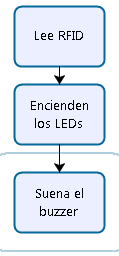 Lee RFID
Encienden
los LEDs
Suena el
buzzer